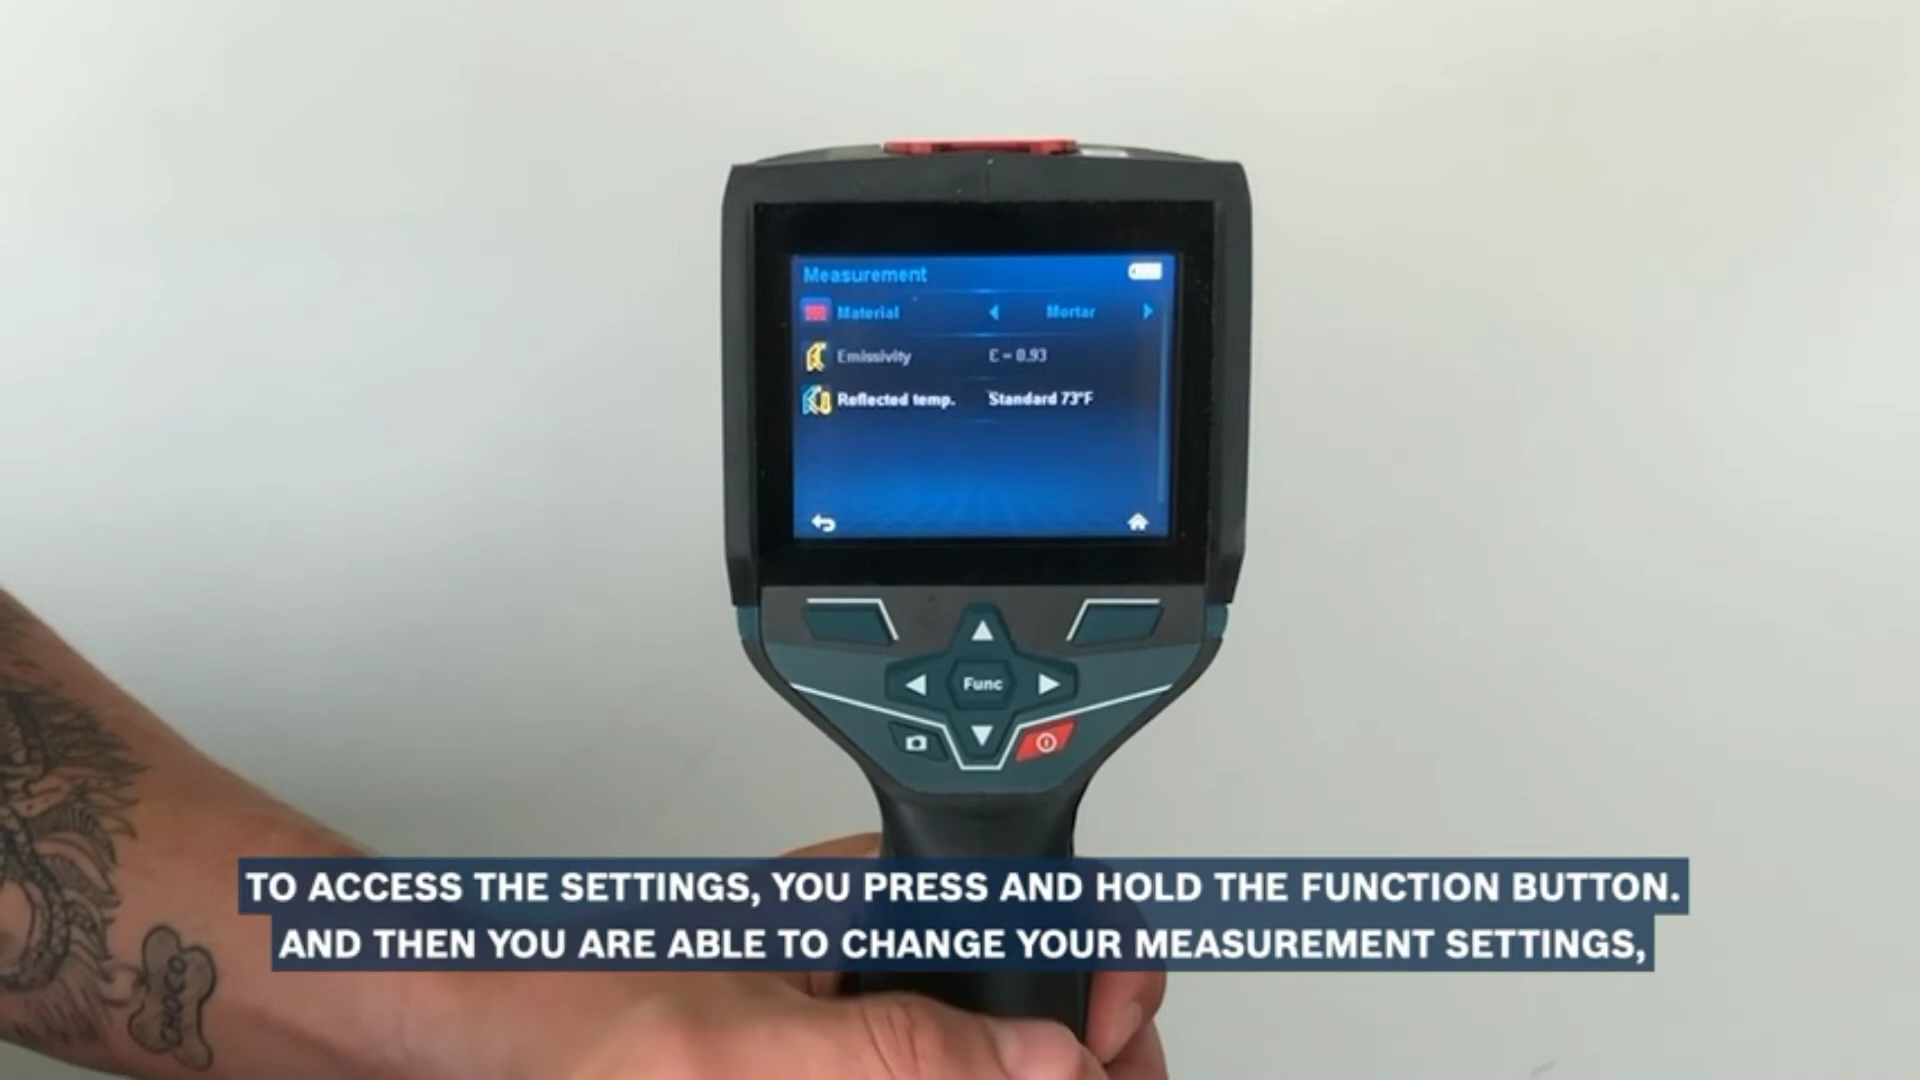 Measurement
Material Mortar
Emissivity ε = 0.93
Reflected temp. Standard 73°F
Func
CHOCO
TO ACCESS THE SETTINGS, YOU PRESS AND HOLD THE FUNCTION BUTTON.
AND THEN YOU ARE ABLE TO CHANGE YOUR MEASUREMENT SETTINGS,